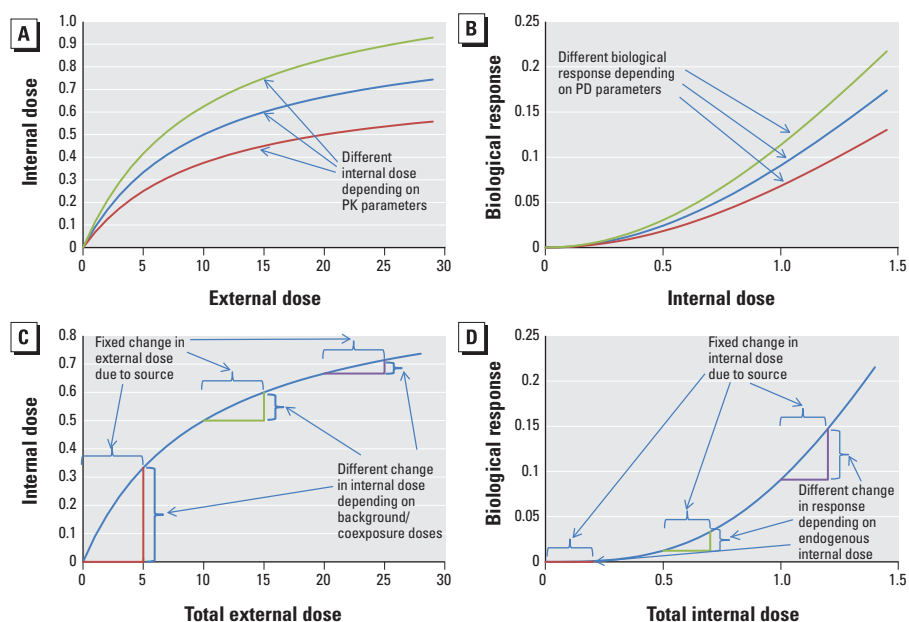 A
Internal dose
1.0
0.9
0.8
0.7
0.6
0.5
0.4
0.3
0.2
0.1
0
Different
internal dose
depending on
PK parameters
0 5 10 15 20 25 30
External dose
B
Biological response
0.25
0.2
0.15
0.1
0.05
0
Different biological
response depending
on PD parameters
0 0.5 1.0 1.5
Internal dose
C
Internal dose
0.8
0.7
0.6
0.5
0.4
0.3
0.2
0.1
0
Fixed change in
external dose
due to source
Different change
in internal dose
depending on
background/
coexposure doses
0 5 10 15 20 25 30
Total external dose
D
Biological response
0.25
0.2
0.15
0.1
0.05
0
Fixed change in
internal dose
due to source
Different change
in response
depending on
endogenous
internal dose
0 0.5 1.0 1.5
Total internal dose